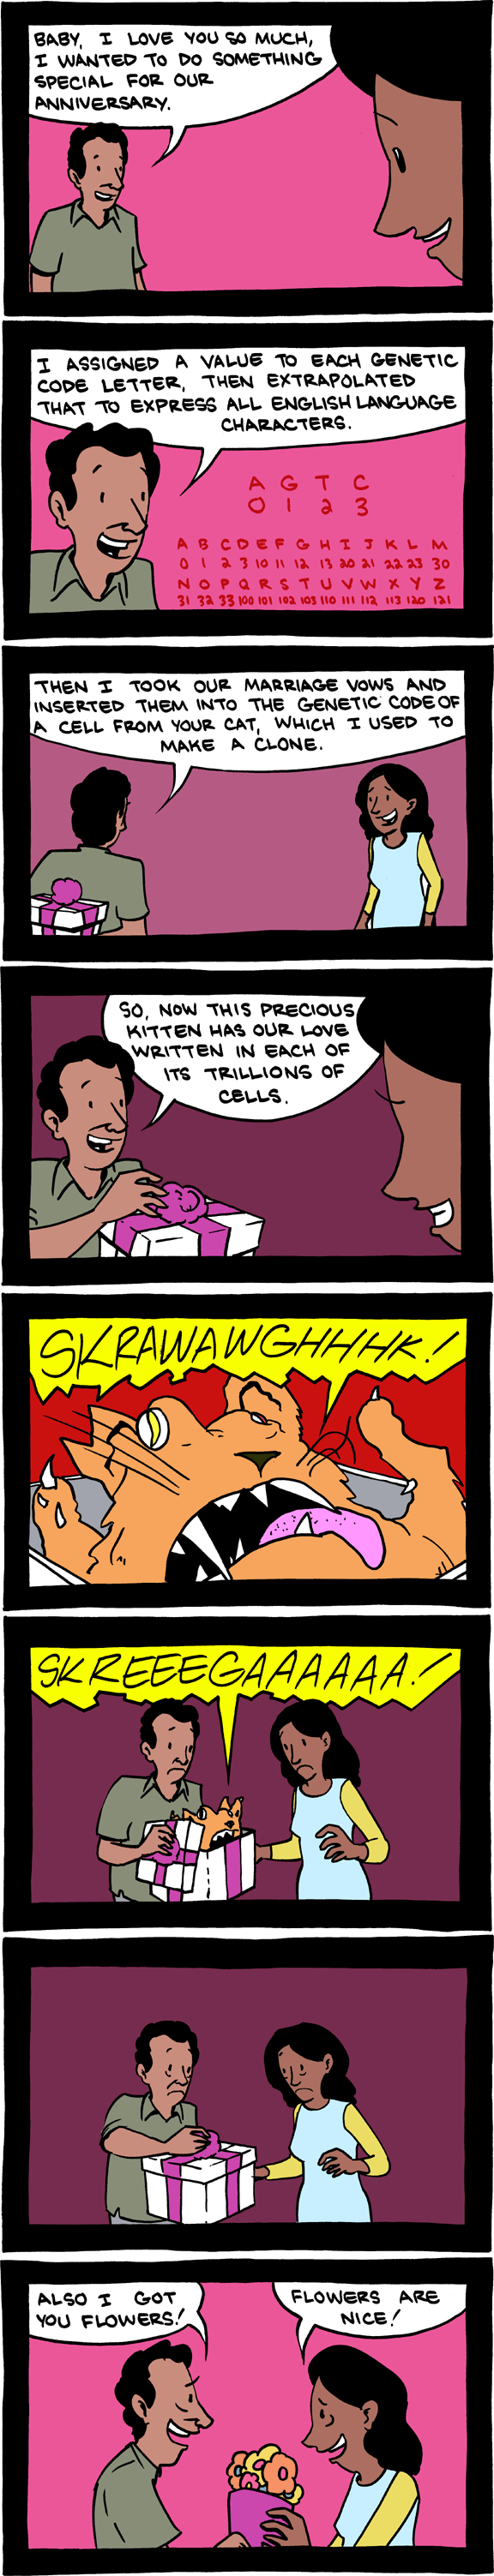 BABY, I LOVE YOU SO MUCH,
I WANTED TO DO SOMETHING
SPECIAL FOR OUR
ANNIVERSARY.
I ASSIGNED A VALUE TO EACH GENETIC
CODE LETTER, THEN EXTRAPOLATED
THAT TO EXPRESS ALL ENGLISH LANGUAGE
CHARACTERS.
A G T C
0 1 2 3
A B C D E F G H I J K L M
0 1 2 3 10 11 12 13 20 21 22 23 30
N O P Q R S T U V W X Y Z
31 32 33 100 101 102 103 110 111 112 113 120 121
THEN I TOOK OUR MARRIAGE VOWS AND
INSERTED THEM INTO THE GENETIC CODE OF
A CELL FROM YOUR CAT, WHICH I USED TO
MAKE A CLONE.
SO, NOW THIS PRECIOUS
KITTEN HAS OUR LOVE
WRITTEN IN EACH OF
ITS TRILLIONS OF
CELLS.
SKRAWAWGHHHK!
SKREEEGAAAAAA!
ALSO I GOT
YOU FLOWERS!
FLOWERS ARE
NICE!